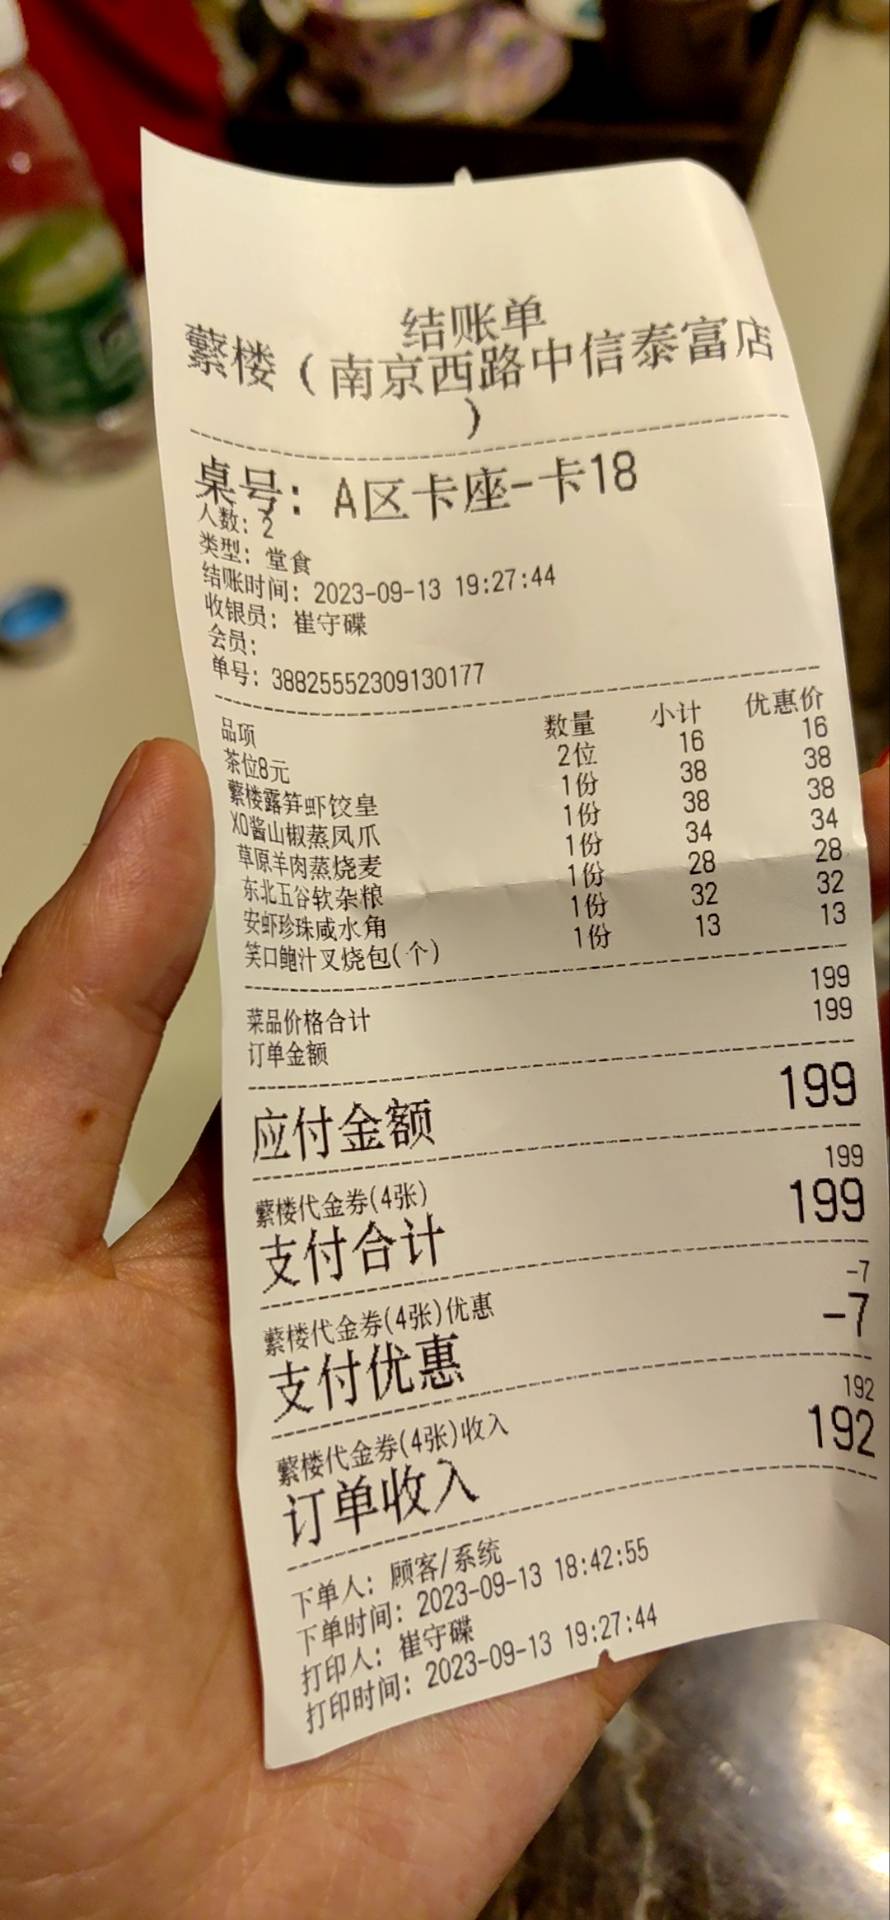 结账单
蘩楼（南京西路中信泰富店
）
桌号：A区卡座-卡18
人数：2
类型：堂食
结账时间：2023-09-13 19:27:44
收银员：崔守碟
会员：
单号：38825552309130177
品项 数量 小计 优惠价
茶位8元 2位 16 16
蘩楼露笋虾饺皇 1份 38 38
XO酱山椒蒸凤爪 1份 38 38
草原羊肉蒸烧麦 1份 34 34
东北五谷软杂粮 1份 28 28
安虾珍珠咸水角 1份 32 32
笑口鲍汁叉烧包(个) 1份 13 13
菜品价格合计 199
订单金额 199
应付金额 199
蘩楼代金券(4张) 199
支付合计 199
蘩楼代金券(4张)优惠 -7
支付优惠 -7
蘩楼代金券(4张)收入 192
订单收入 192
下单人：顾客/系统
下单时间：2023-09-13 18:42:55
打印人：崔守碟
打印时间：2023-09-13 19:27:44